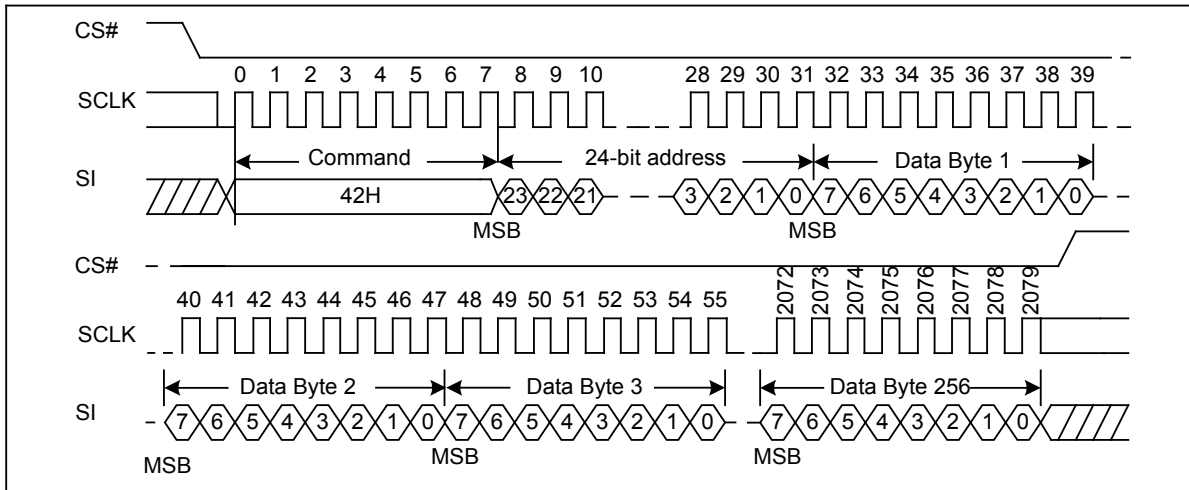 CS#
0 1 2 3 4 5 6 7 8 9 10 28 29 30 31 32 33 34 35 36 37 38 39
SCLK
Command 24-bit address Data Byte 1
SI
42H 23 22 21 3 2 1 0 7 6 5 4 3 2 1 0
MSB MSB
CS#
40 41 42 43 44 45 46 47 48 49 50 51 52 53 54 55 2072 2073 2074 2075 2076 2077 2078 2079
SCLK
Data Byte 2 Data Byte 3 Data Byte 256
SI
7 6 5 4 3 2 1 0 7 6 5 4 3 2 1 0 7 6 5 4 3 2 1 0
MSB MSB MSB